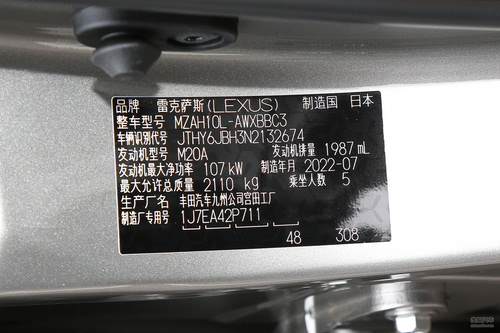 品牌 雷克萨斯(LEXUS) 制造国 日本
整车型号 MZAH10L-AWXBBC3
车辆识别代号 JTHY6JBH3N2132674
发动机型号 M20A 发动机排量 1987 mL
发动机最大净功率 107 kW 制造年月 2022-07
最大允许总质量 2110 kg 乘坐人数 5
生产厂名 丰田汽车九州公司宫田工厂
制造厂专用号 1J7EA42P711
48 308